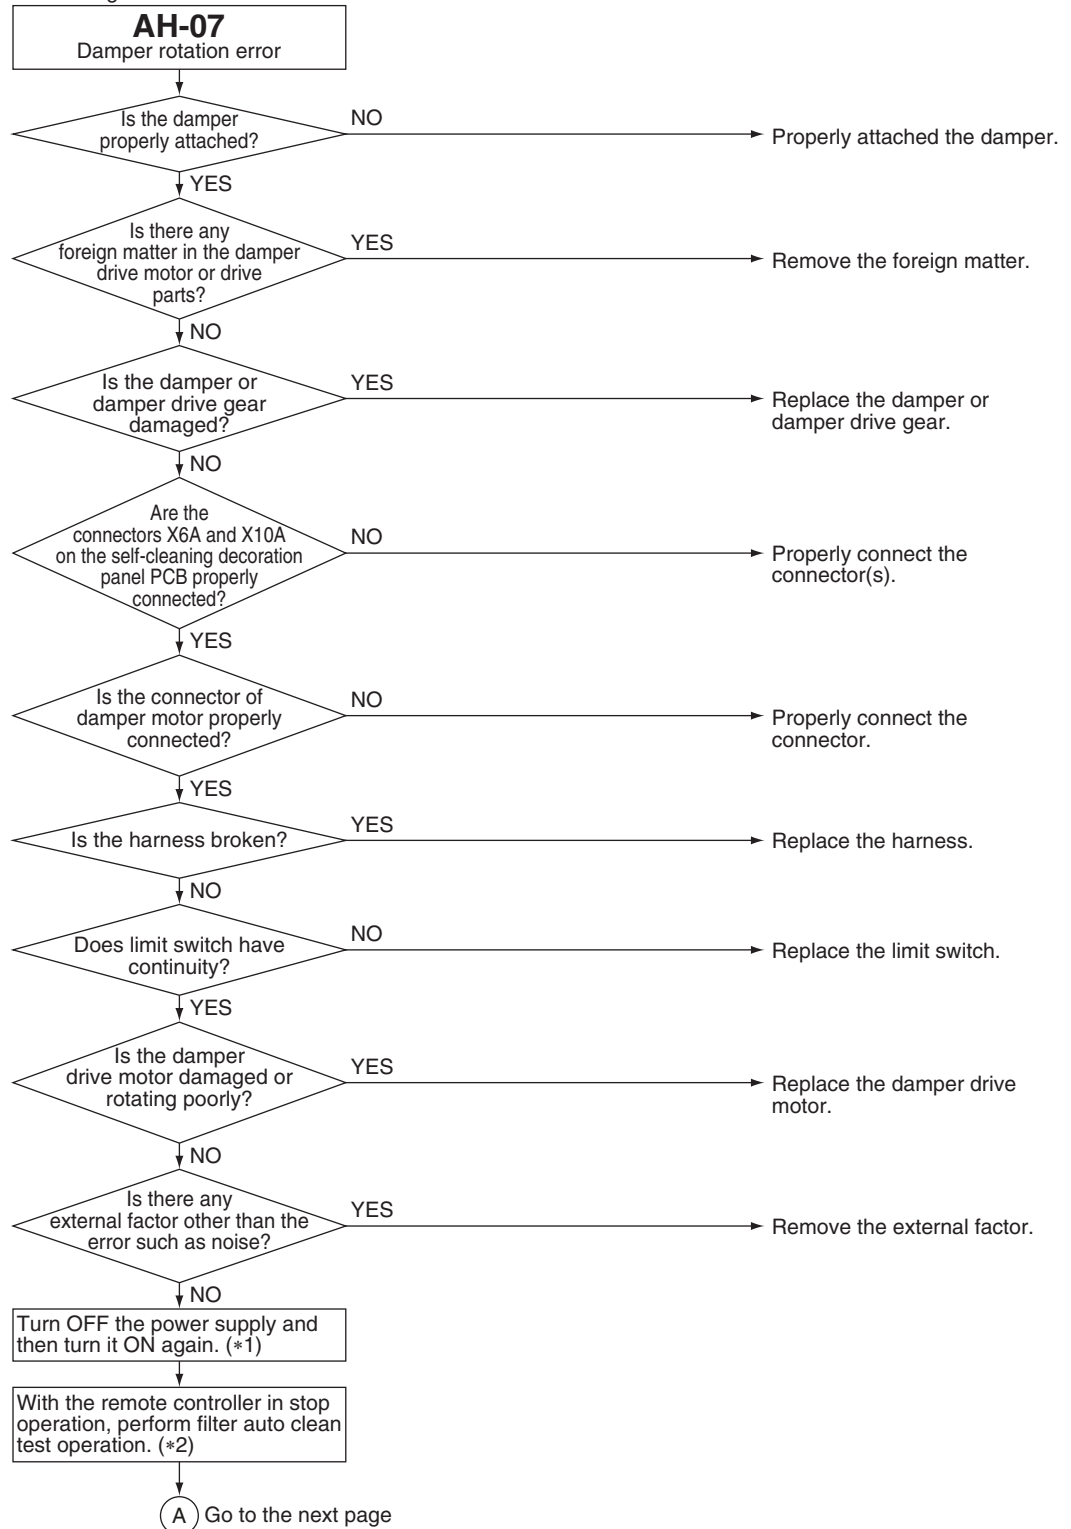 AH-07
Damper rotation error
Is the damper
properly attached?
NO
Properly attached the damper.
YES
Is there any
foreign matter in the damper
drive motor or drive
parts?
YES
Remove the foreign matter.
NO
Is the damper or
damper drive gear
damaged?
YES
Replace the damper or
damper drive gear.
NO
Are the
connectors X6A and X10A
on the self-cleaning decoration
panel PCB properly
connected?
NO
Properly connect the
connector(s).
YES
Is the connector of
damper motor properly
connected?
NO
Properly connect the
connector.
YES
Is the harness broken?
YES
Replace the harness.
NO
Does limit switch have
continuity?
NO
Replace the limit switch.
YES
Is the damper
drive motor damaged or
rotating poorly?
YES
Replace the damper drive
motor.
NO
Is there any
external factor other than the
error such as noise?
YES
Remove the external factor.
NO
Turn OFF the power supply and
then turn it ON again. (∗1)
With the remote controller in stop
operation, perform filter auto clean
test operation. (∗2)
A Go to the next page